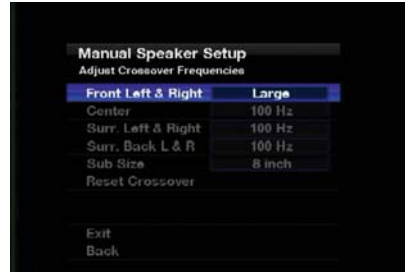 Manual Speaker Setup
Adjust Crossover Frequencies
Front Left & Right Large
Center 100 Hz
Surr. Left & Right 100 Hz
Surr. Back L & R 100 Hz
Sub Size 8 inch
Reset Crossover
Exit
Back